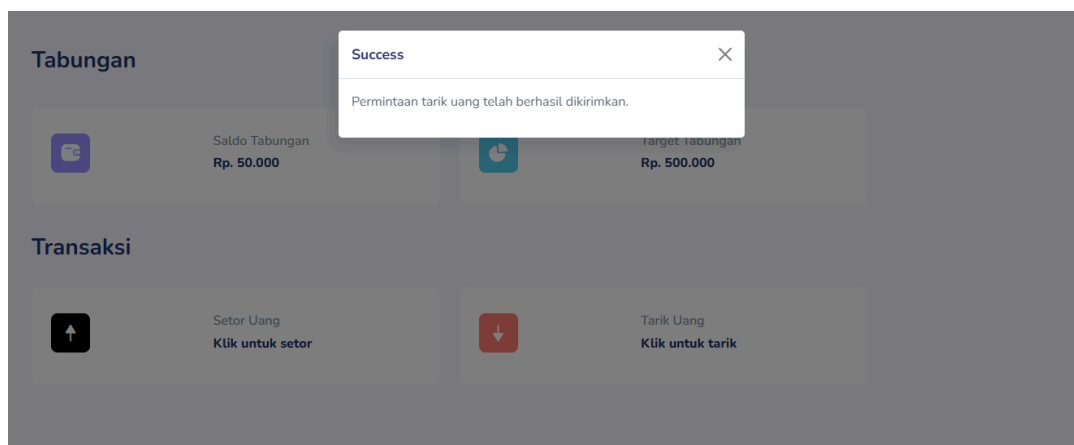 Tabungan
Success
Permintaan tarik uang telah berhasil dikirimkan.
Saldo Tabungan
Rp. 50.000
Target Tabungan
Rp. 500.000
Transaksi
Setor Uang
Klik untuk setor
Tarik Uang
Klik untuk tarik